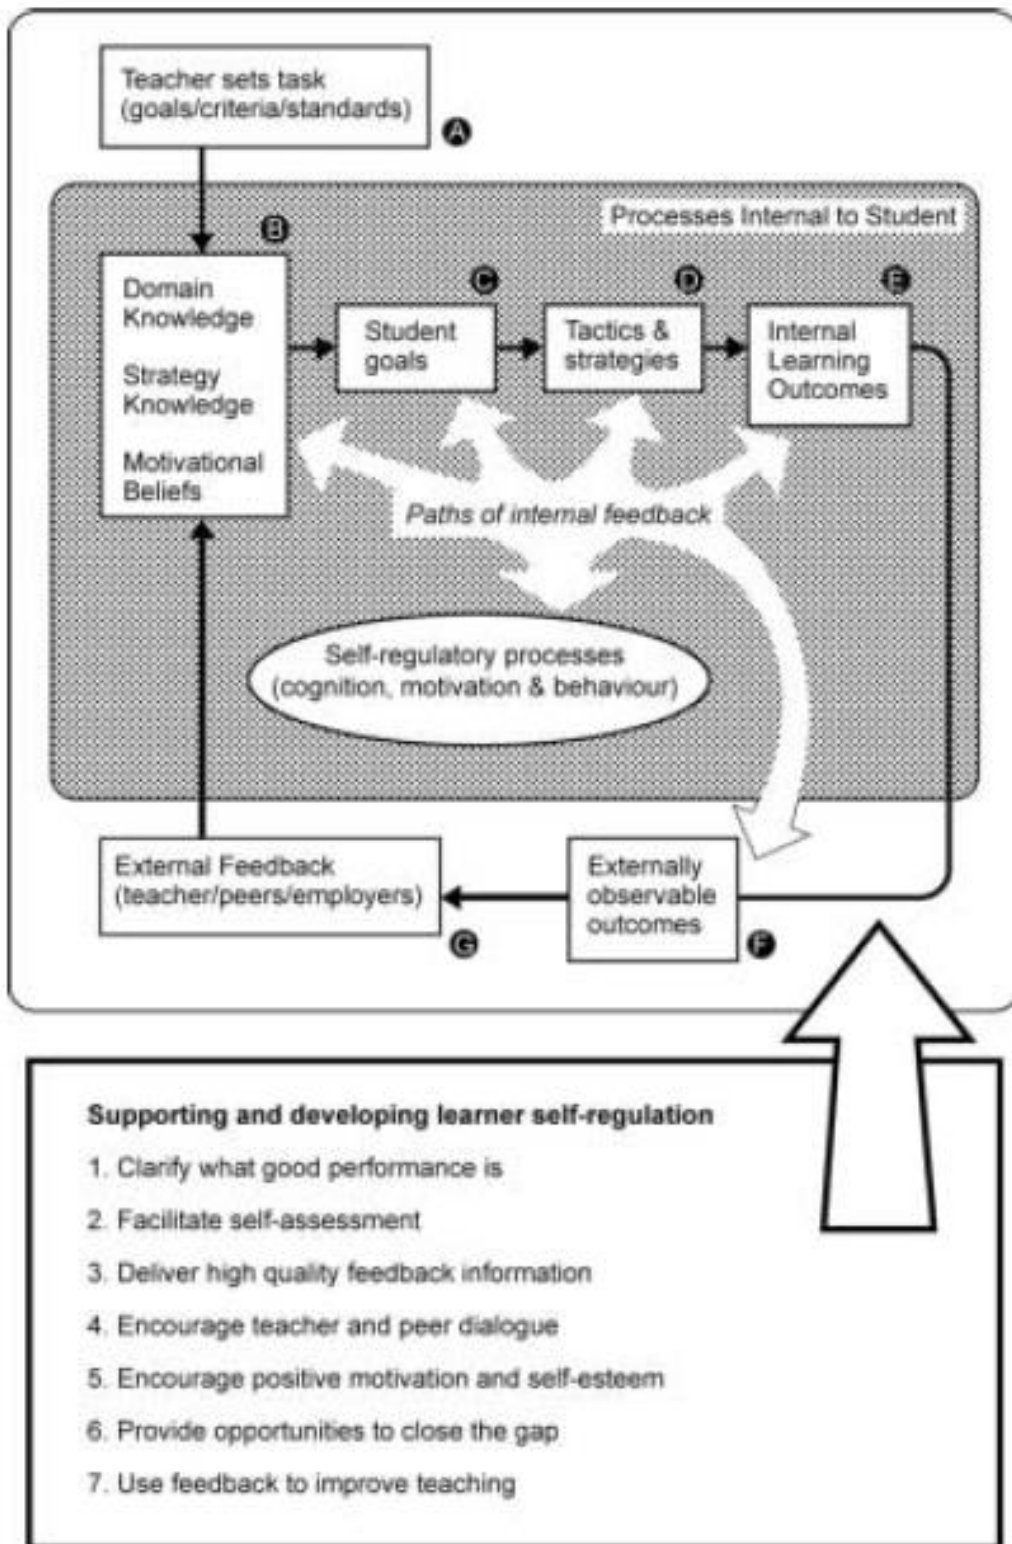 Teacher sets task
(goals/criteria/standards)
A
Processes Internal to Student
B
Domain
Knowledge
Strategy
Knowledge
Motivational
Beliefs
C
Student
goals
D
Tactics &
strategies
E
Internal
Learning
Outcomes
Paths of internal feedback
Self-regulatory processes
(cognition, motivation & behaviour)
External Feedback
(teacher/peers/employers)
G
Externally
observable
outcomes
F
Supporting and developing learner self-regulation
1. Clarify what good performance is
2. Facilitate self-assessment
3. Deliver high quality feedback information
4. Encourage teacher and peer dialogue
5. Encourage positive motivation and self-esteem
6. Provide opportunities to close the gap
7. Use feedback to improve teaching